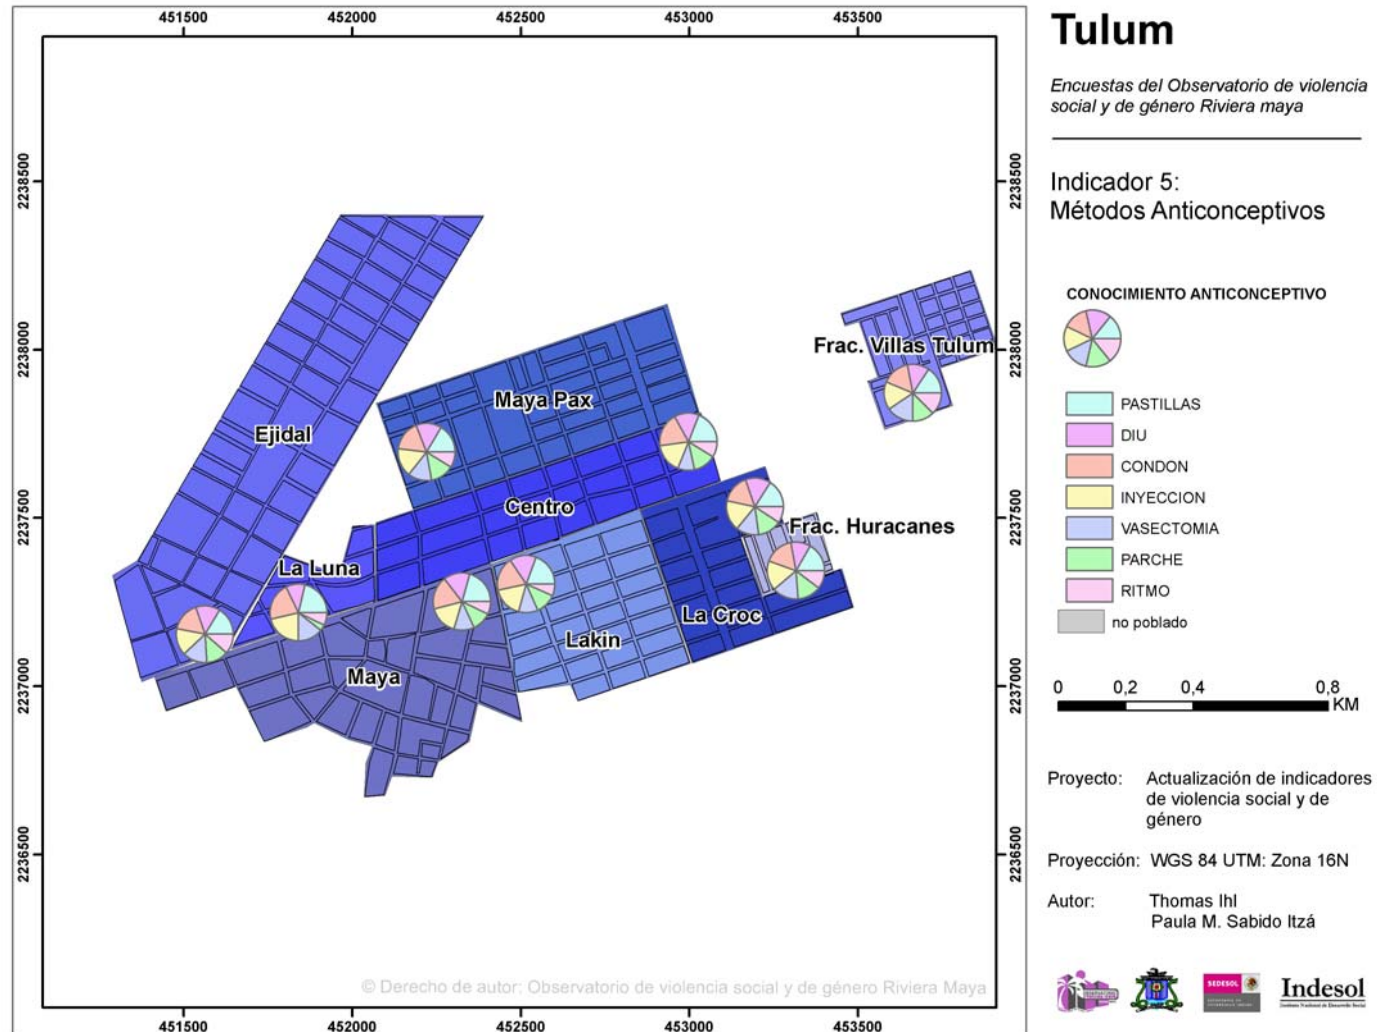 451500 452000 452500 453000 453500
Tulum
Encuestas del Observatorio de violencia
social y de género Riviera maya
Indicador 5:
Métodos Anticonceptivos
CONOCIMIENTO ANTICONCEPTIVO
PASTILLAS
DIU
CONDON
INYECCION
VASECTOMIA
PARCHE
RITMO
no poblado
0 0,2 0,4 0,8
KM
Proyecto: Actualización de indicadores
de violencia social y de
género
Proyección: WGS 84 UTM: Zona 16N
Autor: Thomas Ihl
Paula M. Sabido Itzá
SEDESOL
Indesol
2238500 2238500
2238000 2238000
2237500 2237500
2237000 2237000
2236500 2236500
Frac. Villas Tulum
Maya Pax
Ejidal
Centro
Frac. Huracanes
La Luna
La Croc
Lakin
Maya
© Derecho de autor: Observatorio de violencia social y de género Riviera Maya
451500 452000 452500 453000 453500